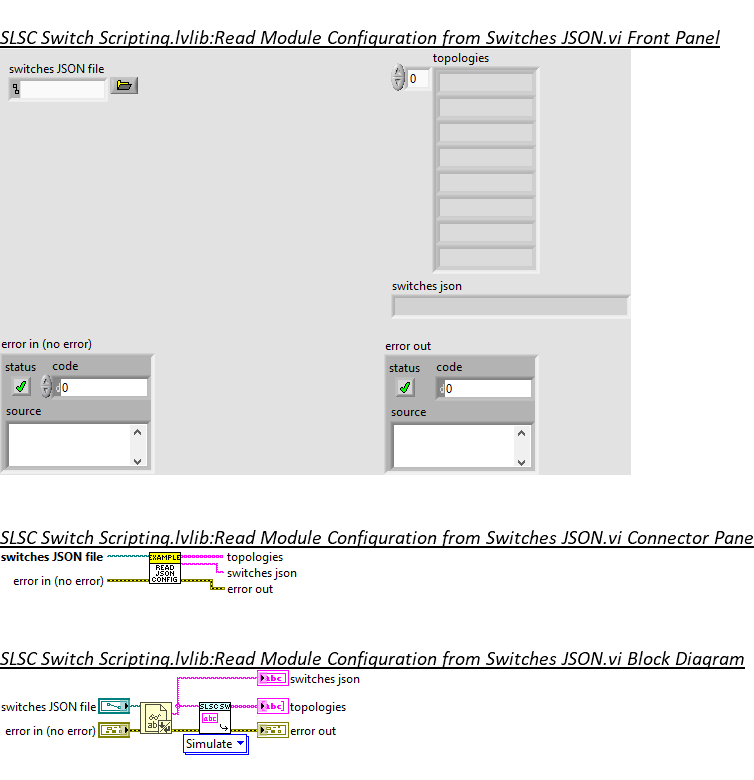 SLSC Switch Scripting.lvlib:Read Module Configuration from Switches JSON.vi Front Panel
switches JSON file
topologies
0
switches json
error in (no error)
status code
0
source
error out
status code
0
source
SLSC Switch Scripting.lvlib:Read Module Configuration from Switches JSON.vi Connector Pane
switches JSON file
EXAMPLE
READ
JSON
CONFIG
topologies
switches json
error in (no error)
error out
SLSC Switch Scripting.lvlib:Read Module Configuration from Switches JSON.vi Block Diagram
abc
switches json
switches JSON file
SLSC SW
abc
abc
topologies
error in (no error)
ab
error out
Simulate